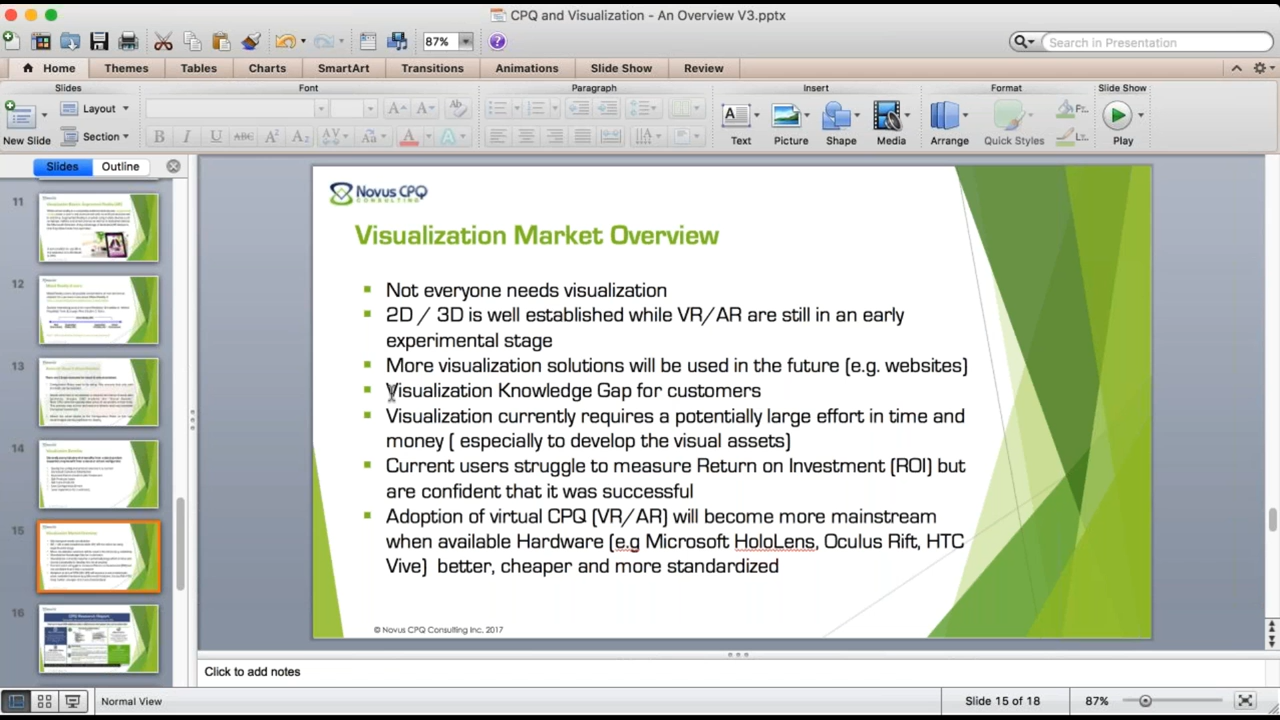 CPQ and Visualization - An Overview V3.pptx
87%
Search in Presentation
Home Themes Tables Charts SmartArt Transitions Animations Slide Show Review
Slides Font Paragraph Insert Format Slide Show
Layout
Section
New Slide
Text Picture Shape Media Arrange Quick Styles Play
Slides Outline
11
12
13
14
15
16
Novus CPQ
CONSULTING
Visualization Market Overview
Not everyone needs visualization
2D / 3D is well established while VR/AR are still in an early
experimental stage
More visualization solutions will be used in the future (e.g. websites)
Visualization Knowledge Gap for customers
Visualization currently requires a potentially large effort in time and
money ( especially to develop the visual assets)
Current users struggle to measure Return on Investment (ROI) but
are confident that it was successful
Adoption of virtual CPQ (VR/AR) will become more mainstream
when available Hardware (e.g Microsoft Oculus Rift, HTC
Vive) better, cheaper and more standardized
© Novus CPQ Consulting Inc. 2017
Click to add notes
Normal View Slide 15 of 18 87%